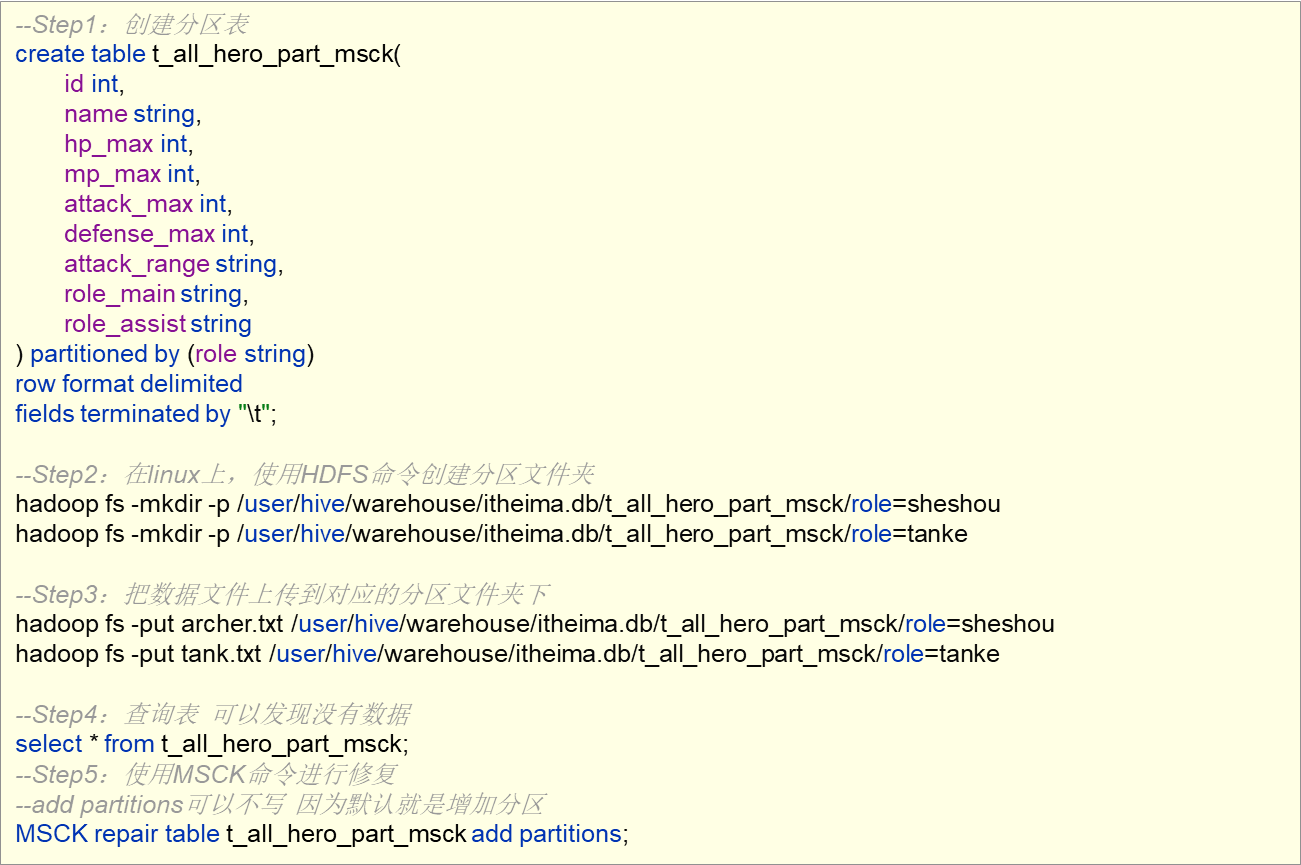 --Step1：创建分区表
create table t_all_hero_part_msck(
id int,
name string,
hp_max int,
mp_max int,
attack_max int,
defense_max int,
attack_range string,
role_main string,
role_assist string
) partitioned by (role string)
row format delimited
fields terminated by "\t";
--Step2：在linux上，使用HDFS命令创建分区文件夹
hadoop fs -mkdir -p /user/hive/warehouse/itheima.db/t_all_hero_part_msck/role=sheshou
hadoop fs -mkdir -p /user/hive/warehouse/itheima.db/t_all_hero_part_msck/role=tanke
--Step3：把数据文件上传到对应的分区文件夹下
hadoop fs -put archer.txt /user/hive/warehouse/itheima.db/t_all_hero_part_msck/role=sheshou
hadoop fs -put tank.txt /user/hive/warehouse/itheima.db/t_all_hero_part_msck/role=tanke
--Step4：查询表 可以发现没有数据
select * from t_all_hero_part_msck;
--Step5：使用MSCK命令进行修复
--add partitions可以不写 因为默认就是增加分区
MSCK repair table t_all_hero_part_msck add partitions;